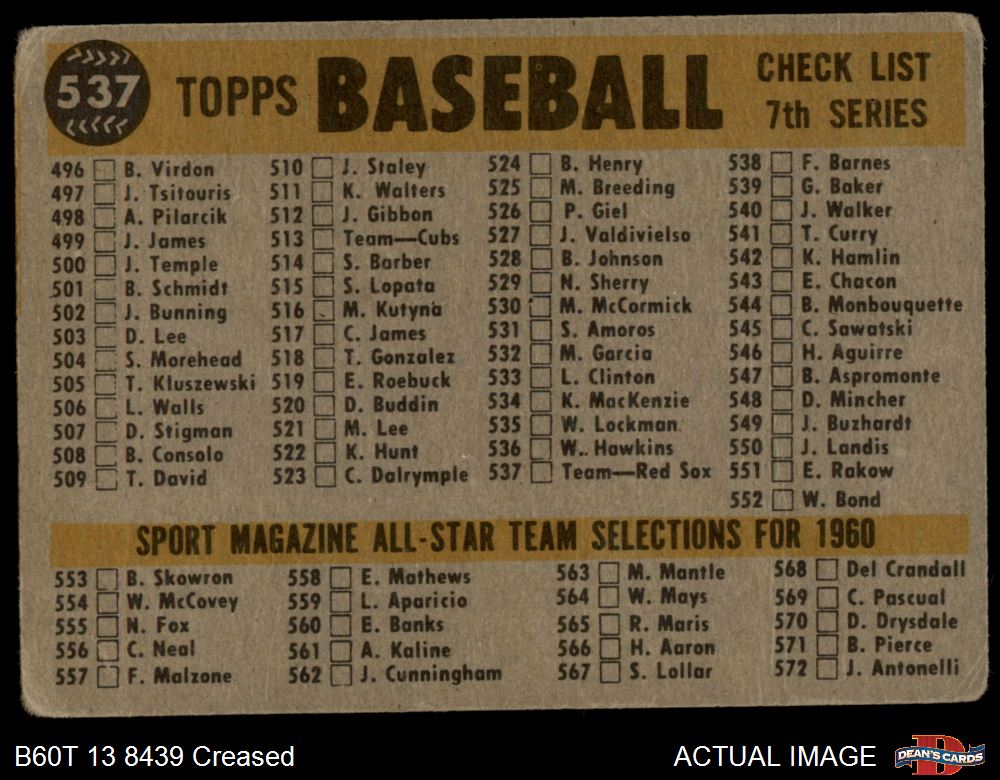 537 TOPPS BASEBALL CHECK LIST
7th SERIES
496 B. Virdon
497 J. Tsitouris
498 A. Pilarcik
499 J. James
500 J. Temple
501 B. Schmidt
502 J. Bunning
503 D. Lee
504 S. Morehead
505 T. Kluszewski
506 L. Walls
507 D. Stigman
508 B. Consolo
509 T. David
510 J. Staley
511 K. Walters
512 J. Gibbon
513 Team—Cubs
514 S. Barber
515 S. Lopata
516 M. Kutyna
517 C. James
518 T. Gonzalez
519 E. Roebuck
520 D. Buddin
521 M. Lee
522 K. Hunt
523 C. Dalrymple
524 B. Henry
525 M. Breeding
526 P. Giel
527 J. Valdivielso
528 B. Johnson
529 N. Sherry
530 M. McCormick
531 S. Amoros
532 M. Garcia
533 L. Clinton
534 K. MacKenzie
535 W. Lockman
536 W. Hawkins
537 Team—Red Sox
538 F. Barnes
539 G. Baker
540 J. Walker
541 T. Curry
542 K. Hamlin
543 E. Chacon
544 B. Monbouquette
545 C. Sawatski
546 H. Aguirre
547 B. Aspromonte
548 D. Mincher
549 J. Buzhardt
550 J. Landis
551 E. Rakow
552 W. Bond
SPORT MAGAZINE ALL-STAR TEAM SELECTIONS FOR 1960
553 B. Skowron
554 W. McCovey
555 N. Fox
556 C. Neal
557 F. Malzone
558 E. Mathews
559 L. Aparicio
560 E. Banks
561 A. Kaline
562 J. Cunningham
563 M. Mantle
564 W. Mays
565 R. Maris
566 H. Aaron
567 S. Lollar
568 Del Crandall
569 C. Pascual
570 D. Drysdale
571 B. Pierce
572 J. Antonelli
B60T 13 8439 Creased
ACTUAL IMAGE
DEAN'S CARDS